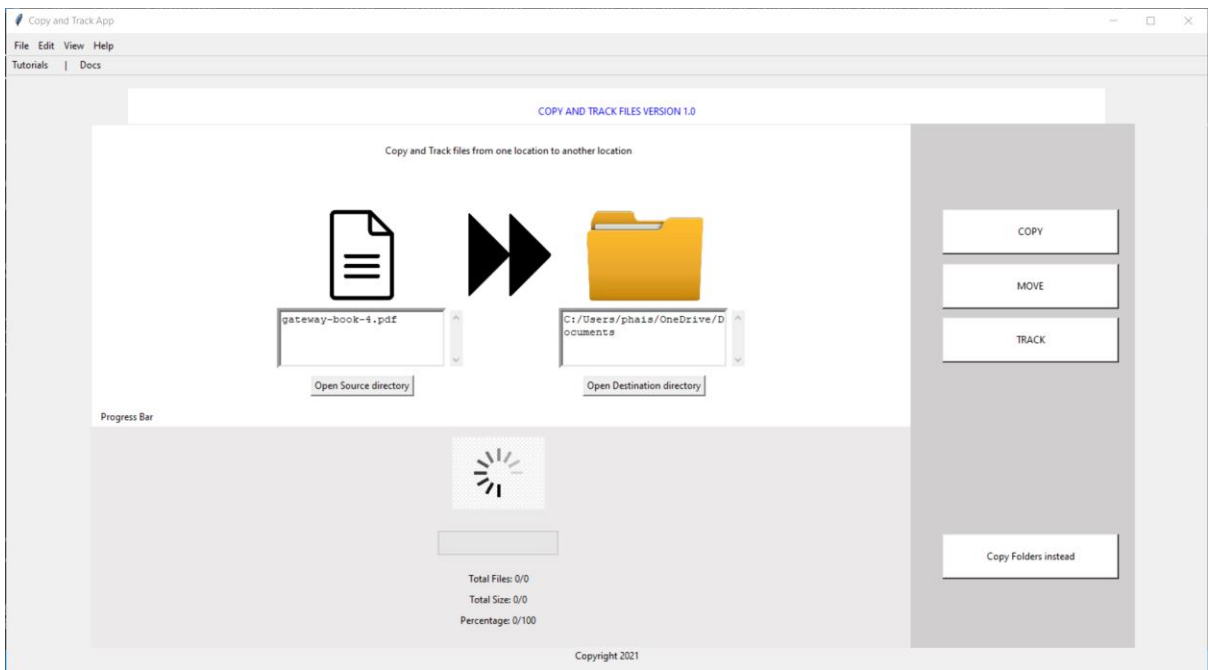 Copy and Track App
File Edit View Help
Tutorials | Docs
COPY AND TRACK FILES VERSION 1.0
Copy and Track files from one location to another location
gateway-book-4.pdf
C:/Users/phais/OneDrive/D
ocuments
Open Source directory
Open Destination directory
Progress Bar
Total Files: 0/0
Total Size: 0/0
Percentage: 0/100
COPY
MOVE
TRACK
Copy Folders instead
Copyright 2021